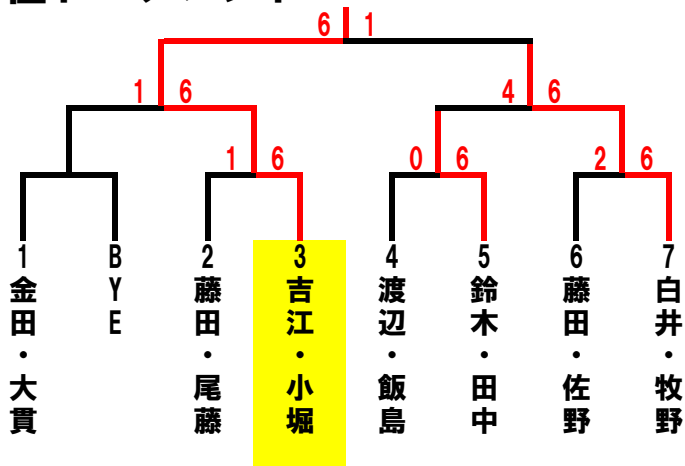 6 1
1 6 4 6
1 6 0 6 2 6
1 金田・大貫
BYE
2 藤田・尾藤
3 吉江・小堀
4 渡辺・飯島
5 鈴木・田中
6 藤田・佐野
7 白井・牧野